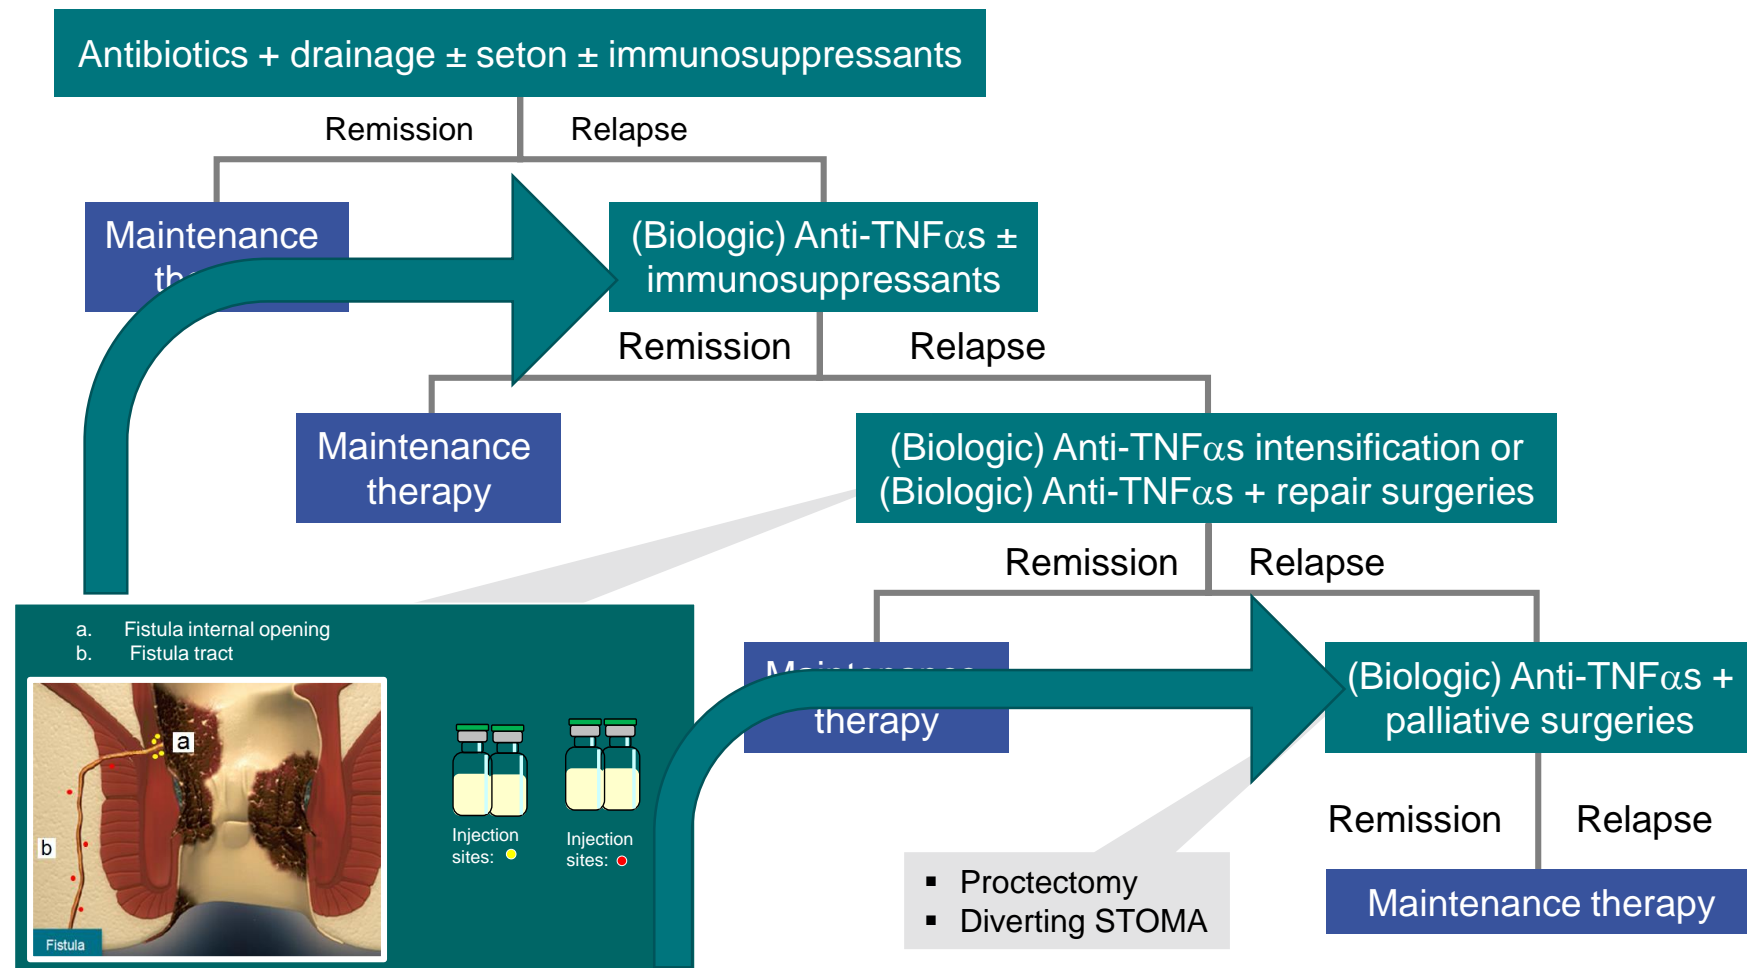 Antibiotics + drainage ± seton ± immunosuppressants
Remission
Relapse
Maintenance
(Biologic) Anti-TNFαs ±
immunosuppressants
Remission
Relapse
Maintenance
therapy
(Biologic) Anti-TNFαs intensification or
(Biologic) Anti-TNFαs + repair surgeries
Remission
Relapse
therapy
(Biologic) Anti-TNFαs +
palliative surgeries
Remission
Relapse
Maintenance therapy
▪ Proctectomy
▪ Diverting STOMA
a. Fistula internal opening
b. Fistula tract
a
b
Fistula
Injection
sites:
Injection
sites: